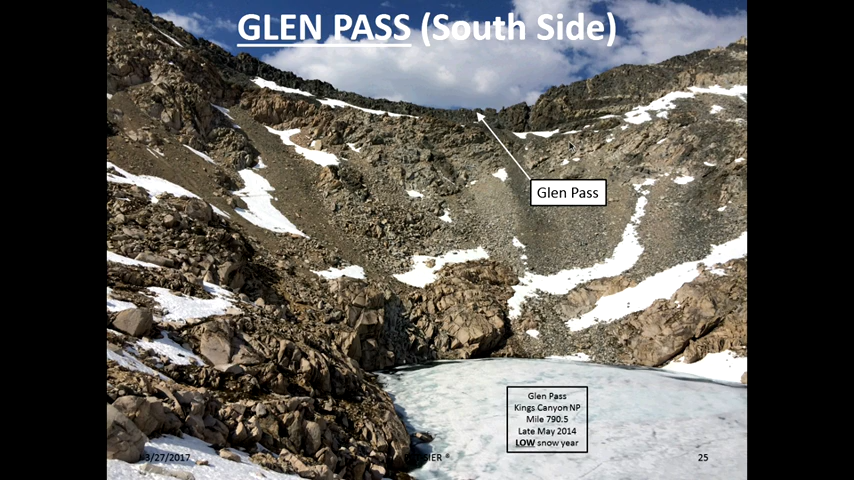 GLEN PASS (South Side)
Glen Pass
Glen Pass
Kings Canyon NP
Mile 790.5
Late May 2014
LOW snow year
3/27/2017
25